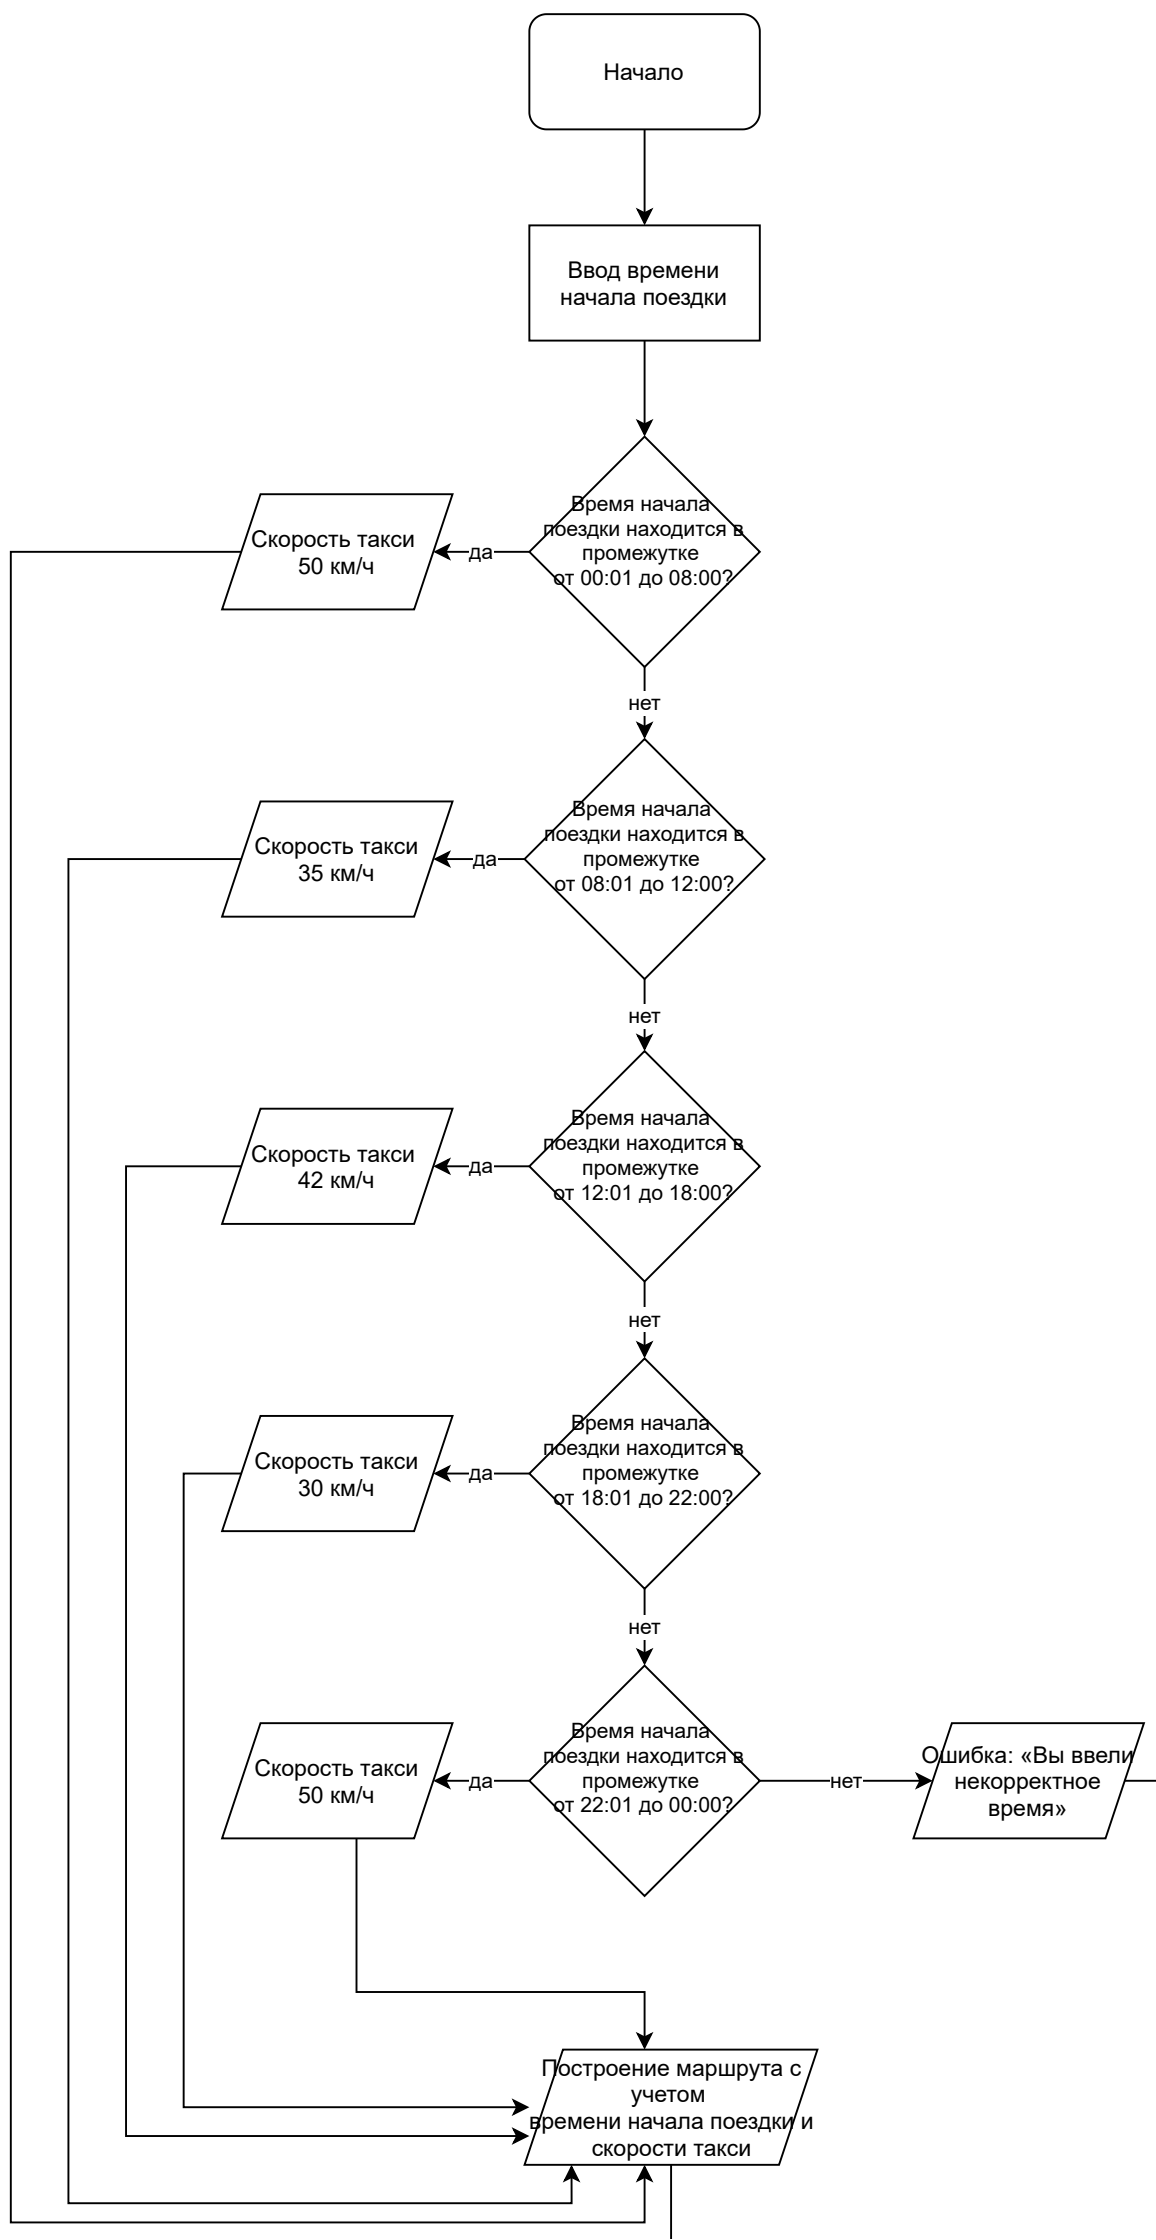 Начало
Ввод времени
начала поездки
Время начала
поездки находится в
промежутке
от 00:01 до 08:00?
да
Скорость такси
50 км/ч
нет
Время начала
поездки находится в
промежутке
от 08:01 до 12:00?
да
Скорость такси
35 км/ч
нет
Время начала
поездки находится в
промежутке
от 12:01 до 18:00?
да
Скорость такси
42 км/ч
нет
Время начала
поездки находится в
промежутке
от 18:01 до 22:00?
да
Скорость такси
30 км/ч
нет
Время начала
поездки находится в
промежутке
от 22:01 до 00:00?
да
Скорость такси
50 км/ч
нет
Ошибка: «Вы ввели
некорректное
время»
Построение маршрута с
учетом
времени начала поездки и
скорости такси